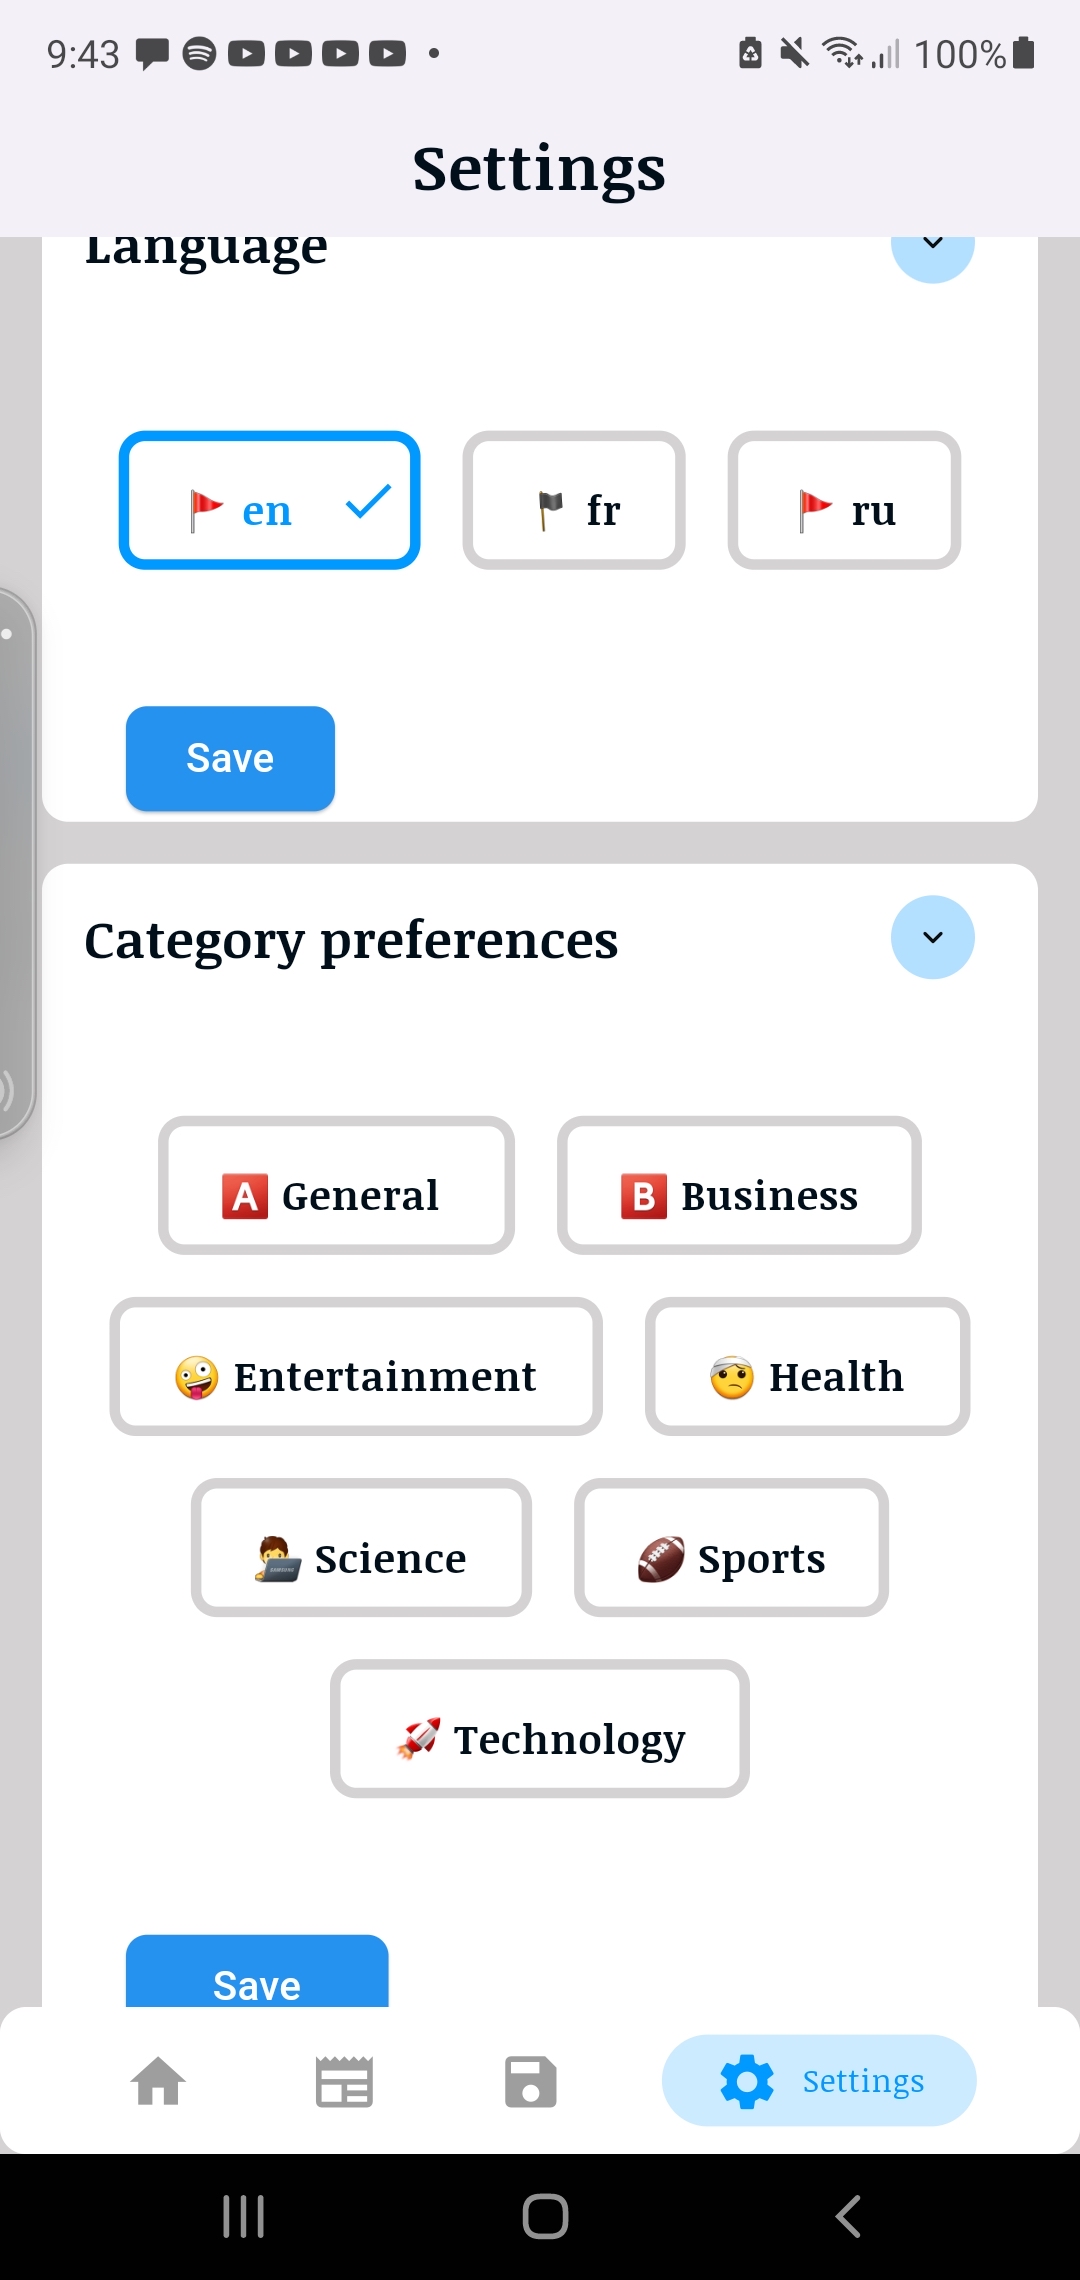 9:43 100%
Settings
Language
en fr ru
Save
Category preferences
A General B Business
Entertainment Health
Science Sports
Technology
Save
Settings